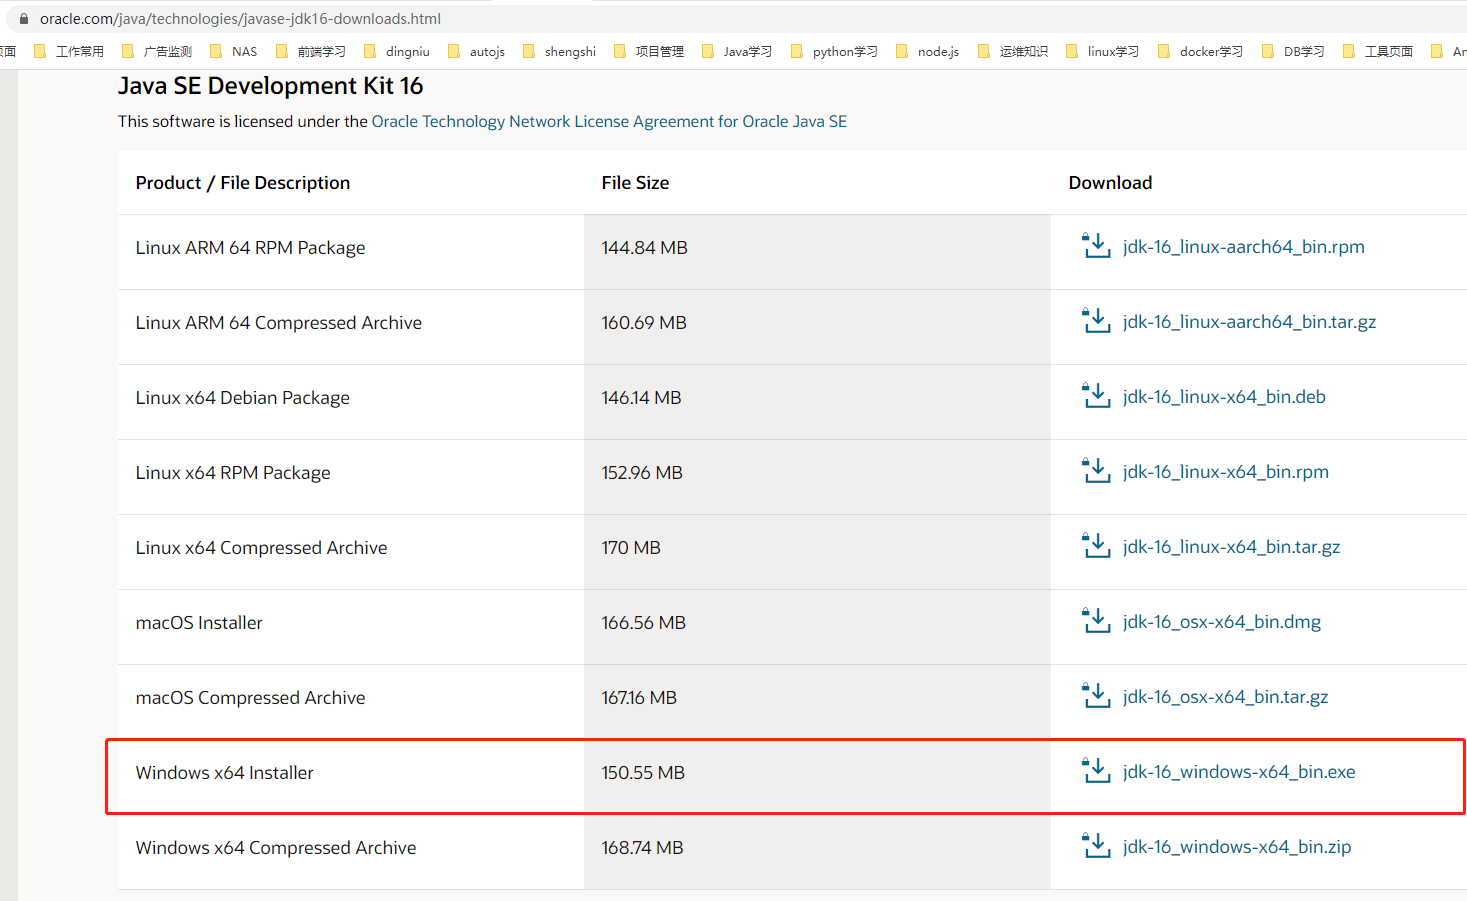 oracle.com/java/technologies/javase-jdk16-downloads.html
页面 工作常用 广告监测 NAS 前端学习 dingniu autojs shengshi 项目管理 Java学习 python学习 node.js 运维知识 linux学习 docker学习 DB学习 工具页面
Java SE Development Kit 16
This software is licensed under the Oracle Technology Network License Agreement for Oracle Java SE
Product / File Description File Size Download
Linux ARM 64 RPM Package 144.84 MB jdk-16_linux-aarch64_bin.rpm
Linux ARM 64 Compressed Archive 160.69 MB jdk-16_linux-aarch64_bin.tar.gz
Linux x64 Debian Package 146.14 MB jdk-16_linux-x64_bin.deb
Linux x64 RPM Package 152.96 MB jdk-16_linux-x64_bin.rpm
Linux x64 Compressed Archive 170 MB jdk-16_linux-x64_bin.tar.gz
macOS Installer 166.56 MB jdk-16_osx-x64_bin.dmg
macOS Compressed Archive 167.16 MB jdk-16_osx-x64_bin.tar.gz
Windows x64 Installer 150.55 MB jdk-16_windows-x64_bin.exe
Windows x64 Compressed Archive 168.74 MB jdk-16_windows-x64_bin.zip